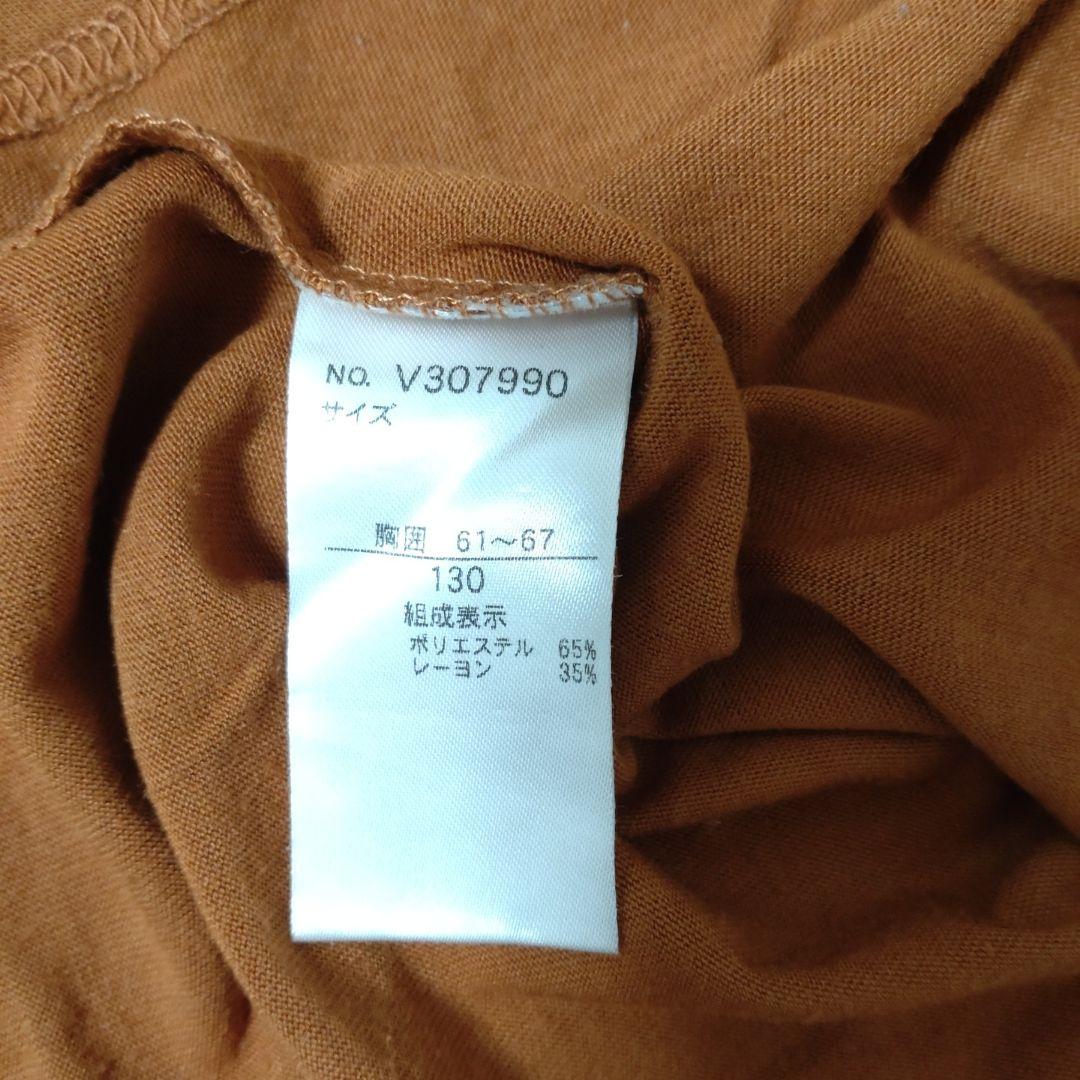 NO. V307990
サイズ
胸囲 61～67
130
組成表示
ポリエステル 65%
レーヨン 35%